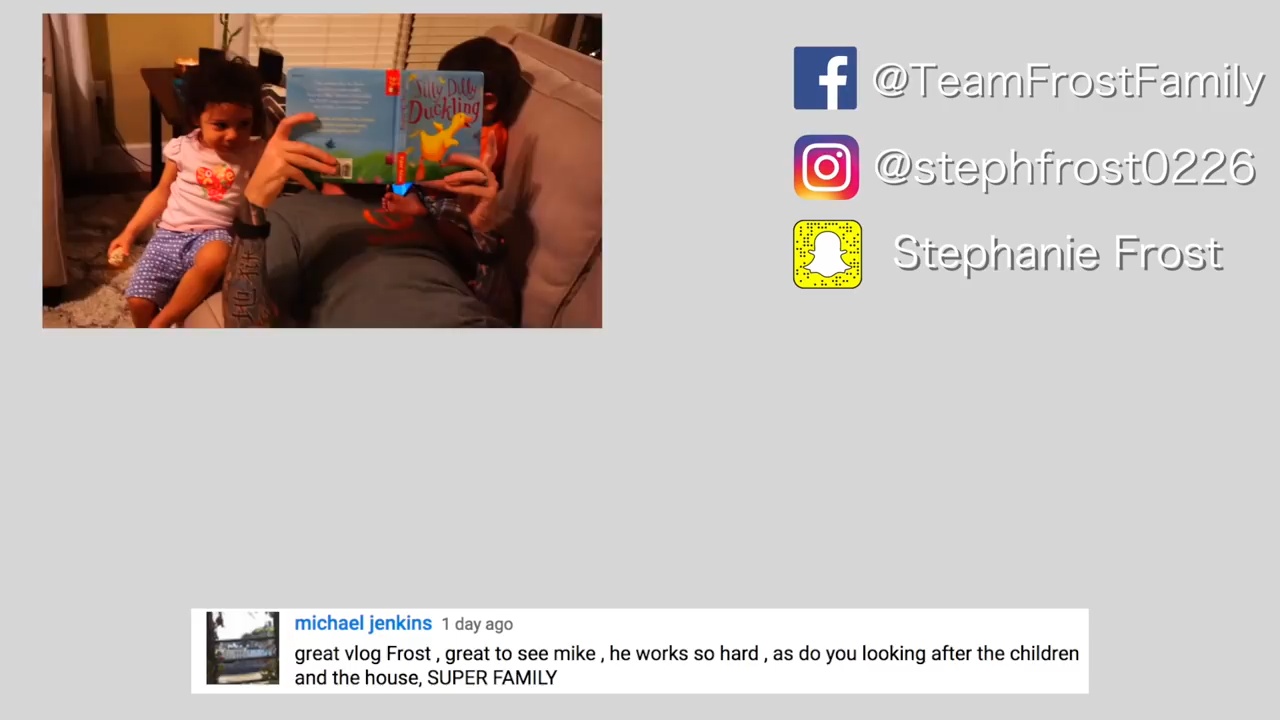 Silly Dilly
Duckling
@TeamFrostFamily
@stephfrost0226
Stephanie Frost
michael jenkins 1 day ago
great vlog Frost , great to see mike , he works so hard , as do you looking after the children
and the house, SUPER FAMILY